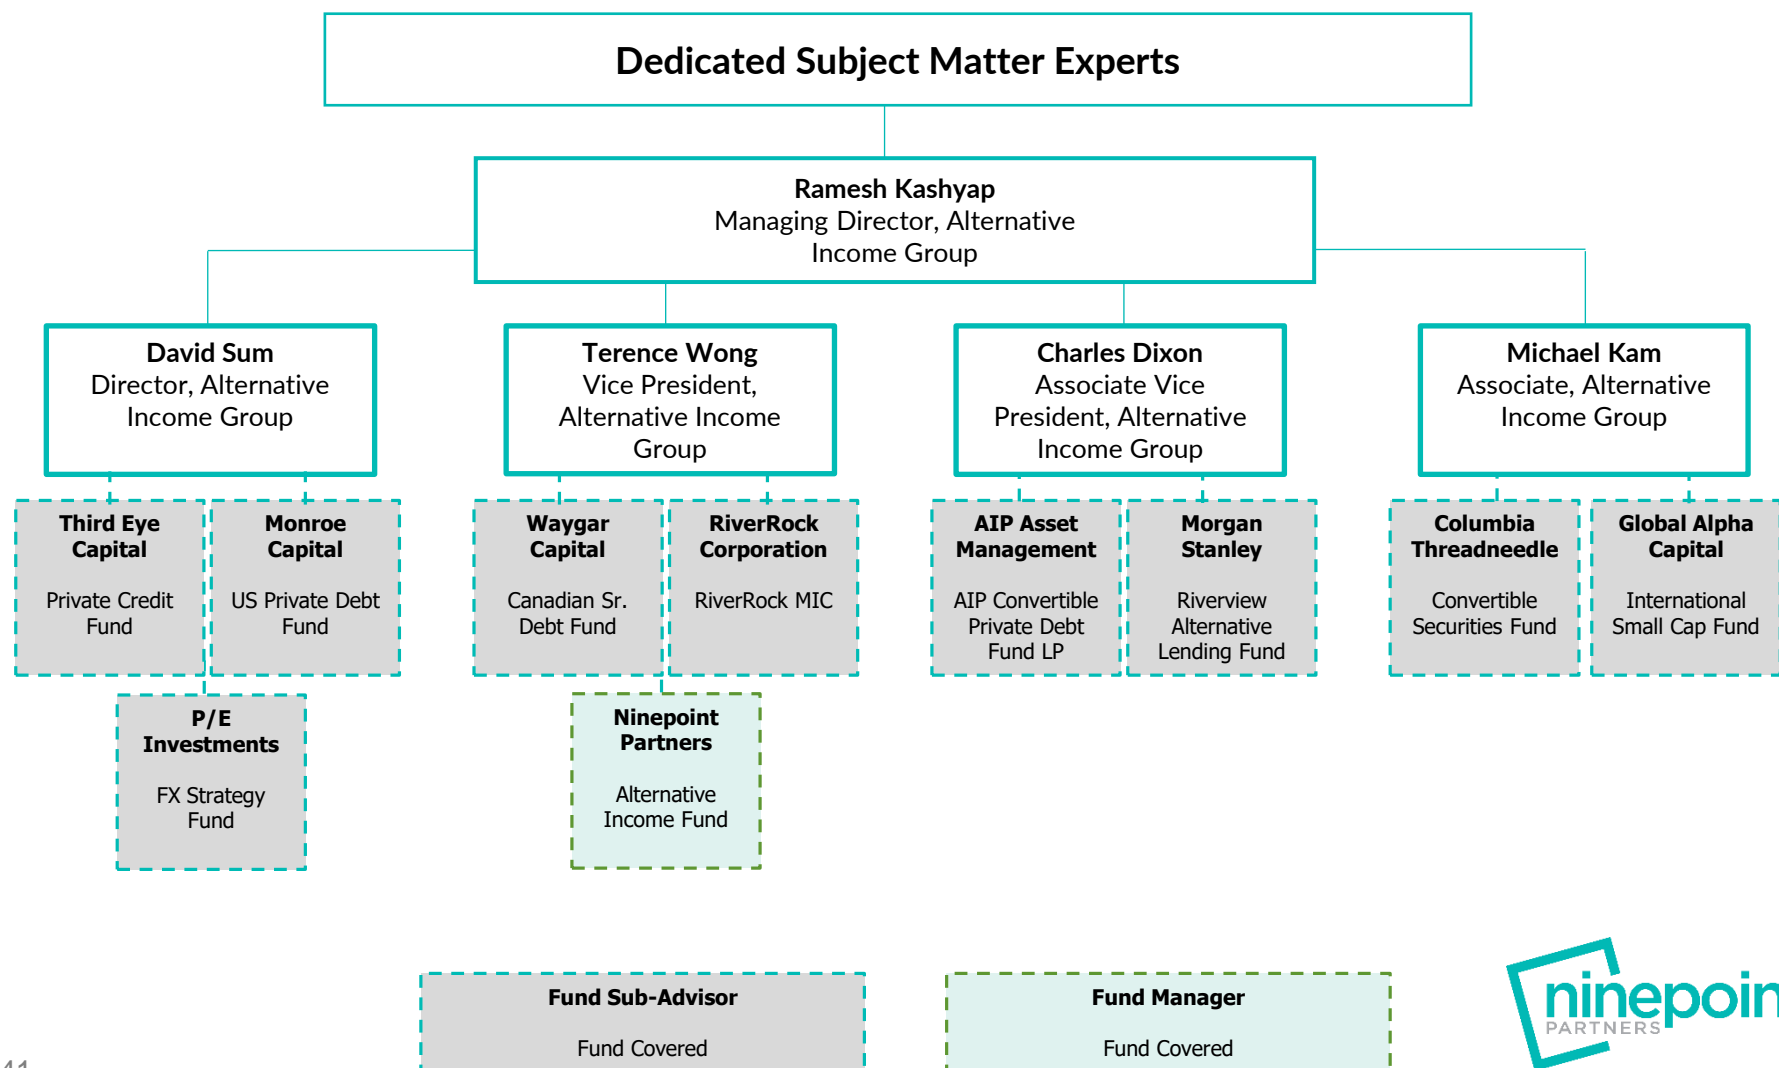 Dedicated Subject Matter Experts
Ramesh Kashyap
Managing Director, Alternative
Income Group
David Sum
Director, Alternative
Income Group
Terence Wong
Vice President,
Alternative Income
Group
Charles Dixon
Associate Vice
President, Alternative
Income Group
Michael Kam
Associate, Alternative
Income Group
Third Eye
Capital
Private Credit
Fund
Monroe
Capital
US Private Debt
Fund
Waygar
Capital
Canadian Sr.
Debt Fund
RiverRock
Corporation
RiverRock MIC
AIP Asset
Management
AIP Convertible
Private Debt
Fund LP
Morgan
Stanley
Riverview
Alternative
Lending Fund
Columbia
Threadneedle
Convertible
Securities Fund
Global Alpha
Capital
International
Small Cap Fund
P/E
Investments
FX Strategy
Fund
Ninepoint
Partners
Alternative
Income Fund
Fund Sub-Advisor
Fund Covered
Fund Manager
Fund Covered
ninepoin
PARTNERS
41